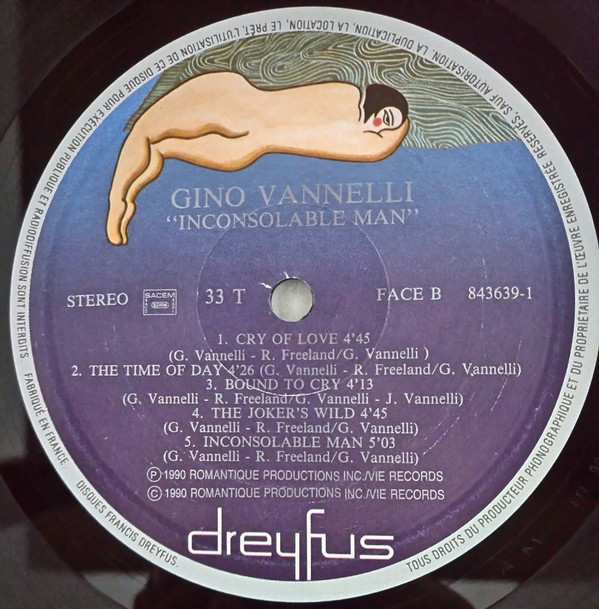 GINO VANNELLI
"INCONSOLABLE MAN"
STEREO
SACEM
33 T
FACE B
843639-1
1. CRY OF LOVE 4'45
(G. Vannelli - R. Freeland/G. Vannelli )
2. THE TIME OF DAY 4'26 (G. Vannelli - R. Freeland/G. Vannelli)
3. BOUND TO CRY 4'13
(G. Vannelli - R. Freeland/G. Vannelli - J. Vannelli)
4. THE JOKER'S WILD 4'45
(G. Vannelli - R. Freeland/G. Vannelli)
5. INCONSOLABLE MAN 5'03
(G. Vannelli - R. Freeland/G. Vannelli)
Ⓟ 1990 ROMANTIQUE PRODUCTIONS INC./VIE RECORDS
© 1990 ROMANTIQUE PRODUCTIONS INC./VIE RECORDS
dreyfus
TOUS DROITS DU PRODUCTEUR PHONOGRAPHIQUE ET DU PROPRIÉTAIRE DE L'ŒUVRE ENREGISTRÉE RÉSERVÉS, SAUF AUTORISATION, LA DUPLICATION, LA LOCATION, LE PRÊT, L'UTILISATION DE CE DISQUE POUR EXÉCUTION PUBLIQUE ET RADIODIFFUSION SONT INTERDITS
FABRIQUÉ EN FRANCE.
DISQUES FRANCIS DREYFUS.